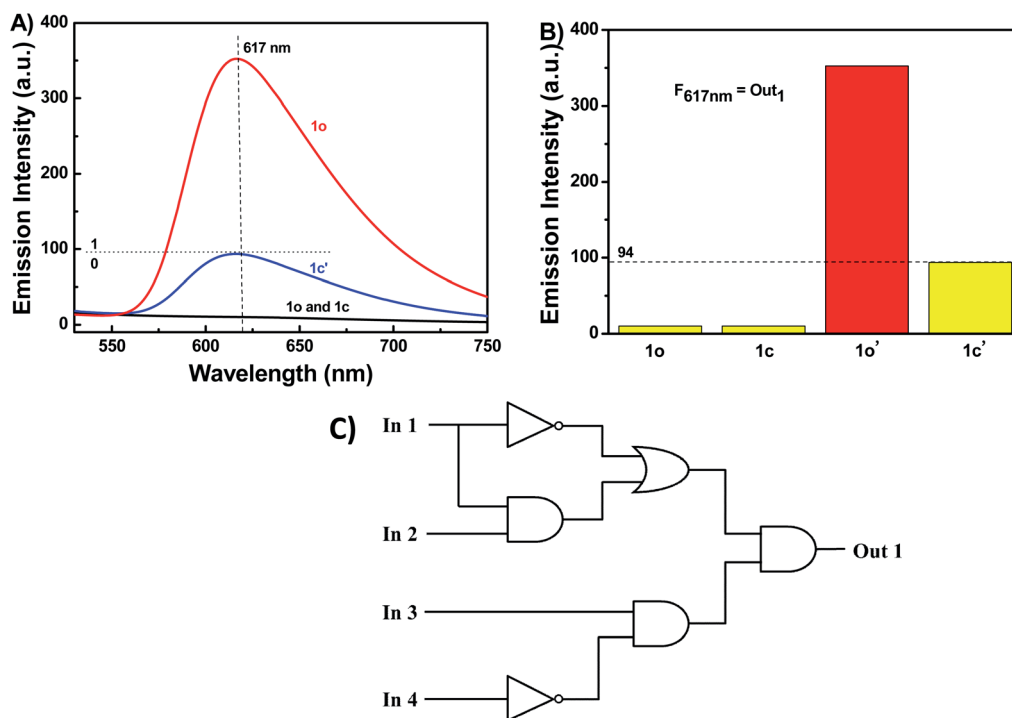 A)
400
300
200
100
0
Emission Intensity (a.u.)
617 nm
1o
1
0
1c'
1o and 1c
550
600
650
700
750
Wavelength (nm)
B)
400
300
200
100
0
Emission Intensity (a.u.)
F617nm = Out1
94
1o
1c
1o'
1c'
C)
In 1
In 2
In 3
In 4
Out 1